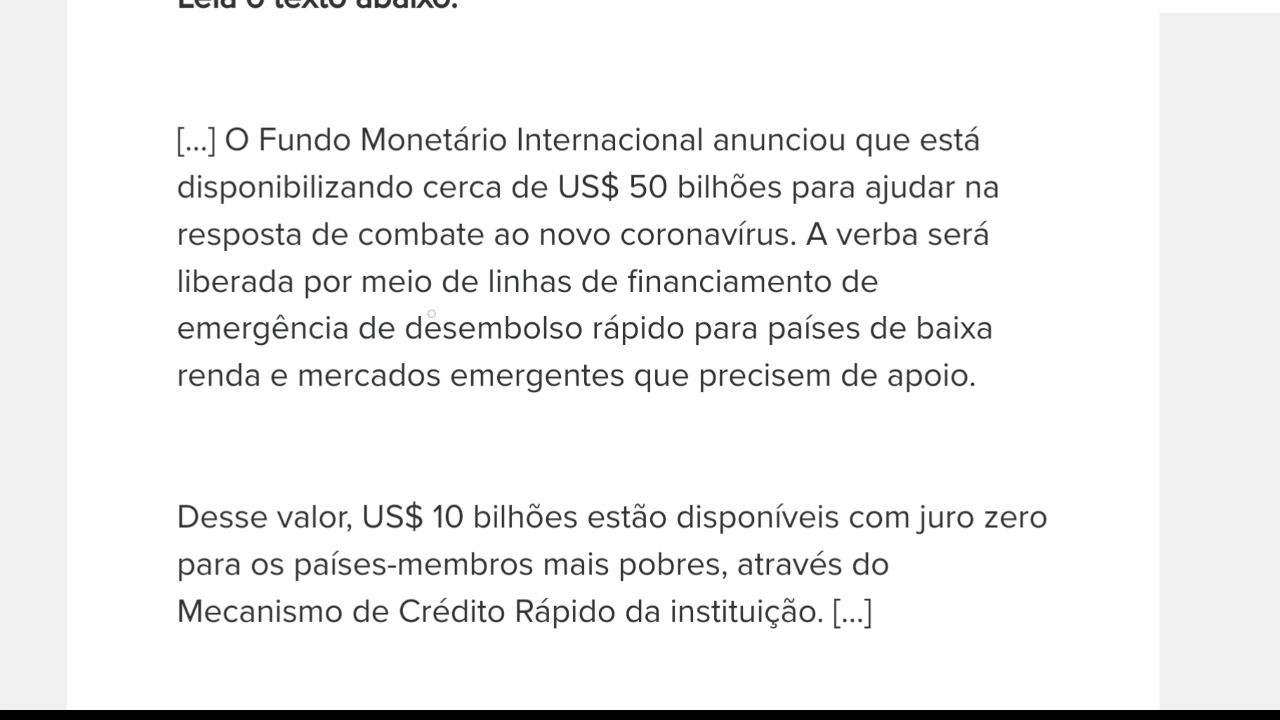 Leia o texto abaixo.
[...] O Fundo Monetário Internacional anunciou que está
disponibilizando cerca de US$ 50 bilhões para ajudar na
resposta de combate ao novo coronavírus. A verba será
liberada por meio de linhas de financiamento de
emergência de desembolso rápido para países de baixa
renda e mercados emergentes que precisem de apoio.
Desse valor, US$ 10 bilhões estão disponíveis com juro zero
para os países-membros mais pobres, através do
Mecanismo de Crédito Rápido da instituição. [...]